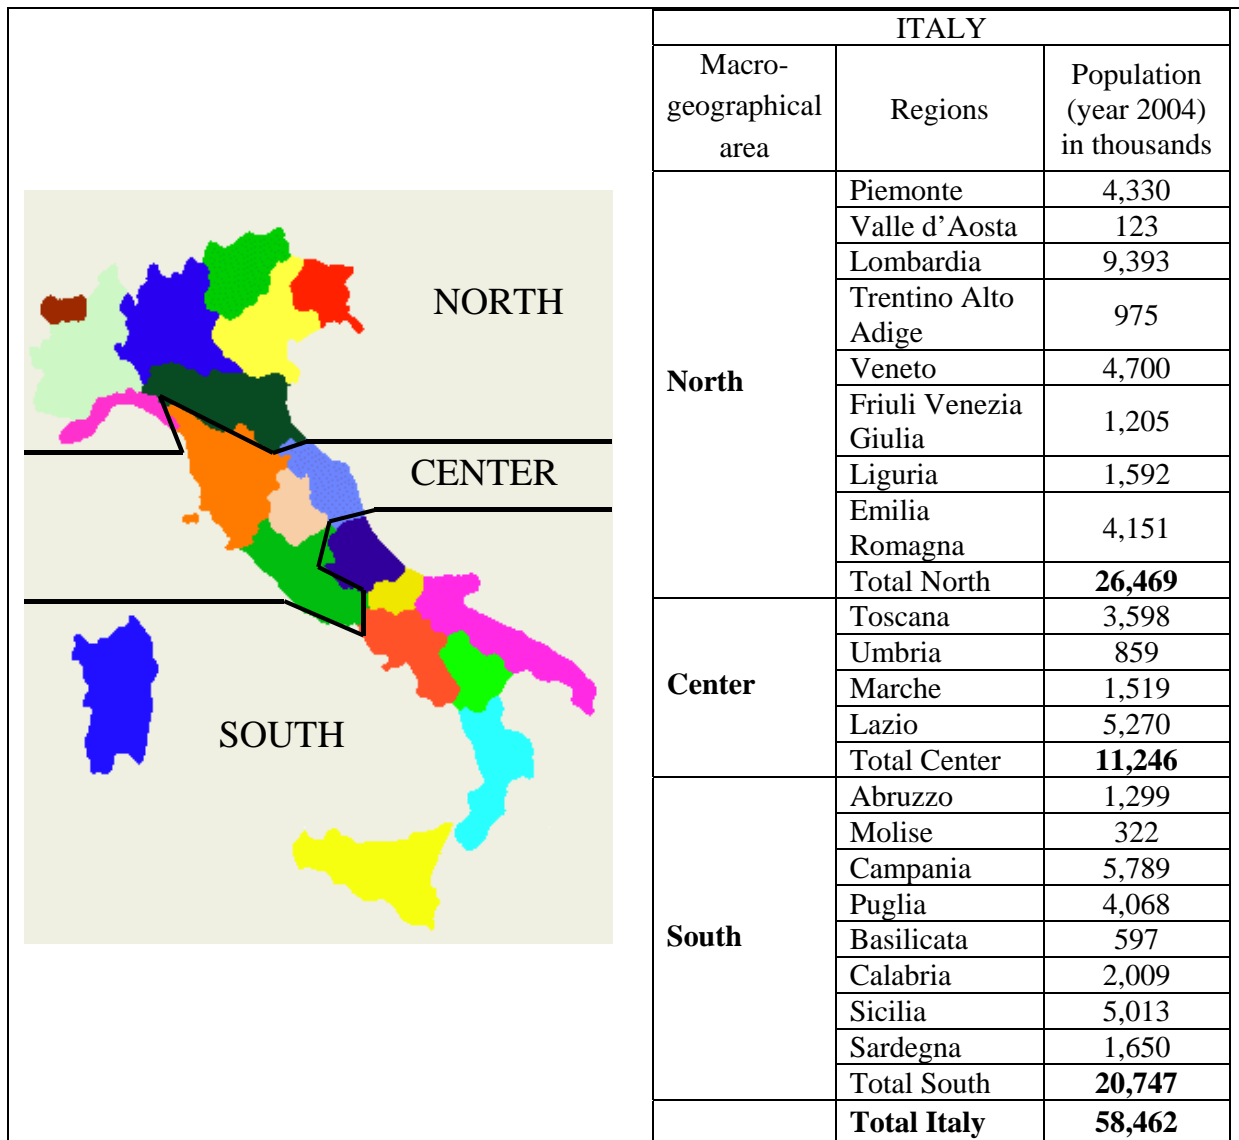 NORTH
CENTER
SOUTH
ITALY
Macro-
geographical
area
Regions
Population
(year 2004)
in thousands
North
Piemonte 4,330
Valle d’Aosta 123
Lombardia 9,393
Trentino Alto
Adige
975
Veneto 4,700
Friuli Venezia
Giulia
1,205
Liguria 1,592
Emilia
Romagna
4,151
Total North 26,469
Center
Toscana 3,598
Umbria 859
Marche 1,519
Lazio 5,270
Total Center 11,246
South
Abruzzo 1,299
Molise 322
Campania 5,789
Puglia 4,068
Basilicata 597
Calabria 2,009
Sicilia 5,013
Sardegna 1,650
Total South 20,747
Total Italy 58,462